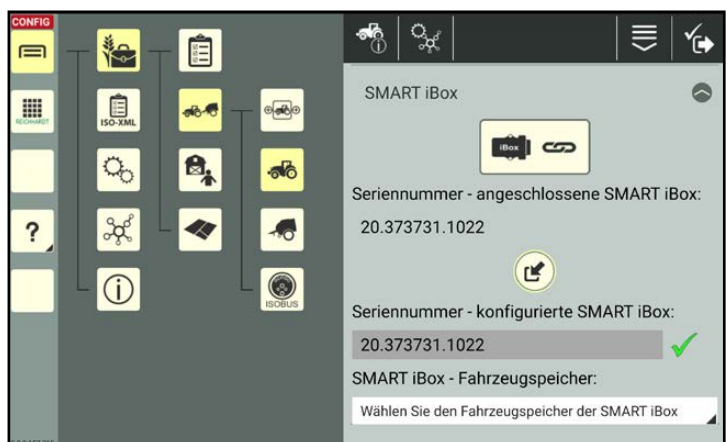 CONFIG
REICHHARDT
ISO-XML
?
ISOBUS
SMART iBox
iBox
Seriennummer - angeschlossene SMART iBox:
20.373731.1022
Seriennummer - konfigurierte SMART iBox:
20.373731.1022
SMART iBox - Fahrzeugspeicher:
Wählen Sie den Fahrzeugspeicher der SMART iBox